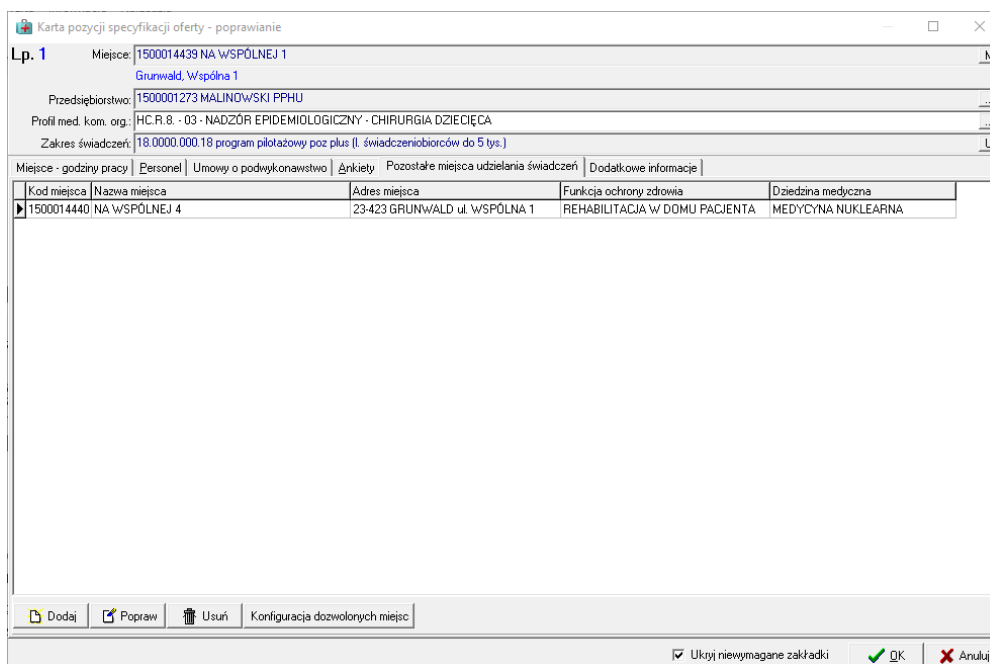 Karta pozycji specyfikacji oferty - poprawianie
Lp. 1 Miejsce: 1500014439 NA WSPÓLNEJ 1
Grunwald, Wspólna 1
Przedsiębiorstwo: 1500001273 MALINOWSKI PPHU
Profil med. kom. org.: HC.R.8. - 03 - NADZÓR EPIDEMIOLOGICZNY - CHIRURGIA DZIECIĘCA
Zakres świadczeń: 18.0000.000.18 program pilotażowy poz plus (l. świadczeniobiorców do 5 tys.)
Miejsce - godziny pracy Personel Umowy o podwykonawstwo Ankiety Pozostałe miejsca udzielania świadczeń Dodatkowe informacje
Kod miejsca Nazwa miejsca Adres miejsca Funkcja ochrony zdrowia Dziedzina medyczna
1500014440 NA WSPÓLNEJ 4 23-423 GRUNWALD ul. WSPÓLNA 1 REHABILITACJA W DOMU PACJENTA MEDYCYNA NUKLEARNA
Dodaj Popraw Usuń Konfiguracja dozwolonych miejsc
Ukryj niewymagane zakładki OK Anuluj